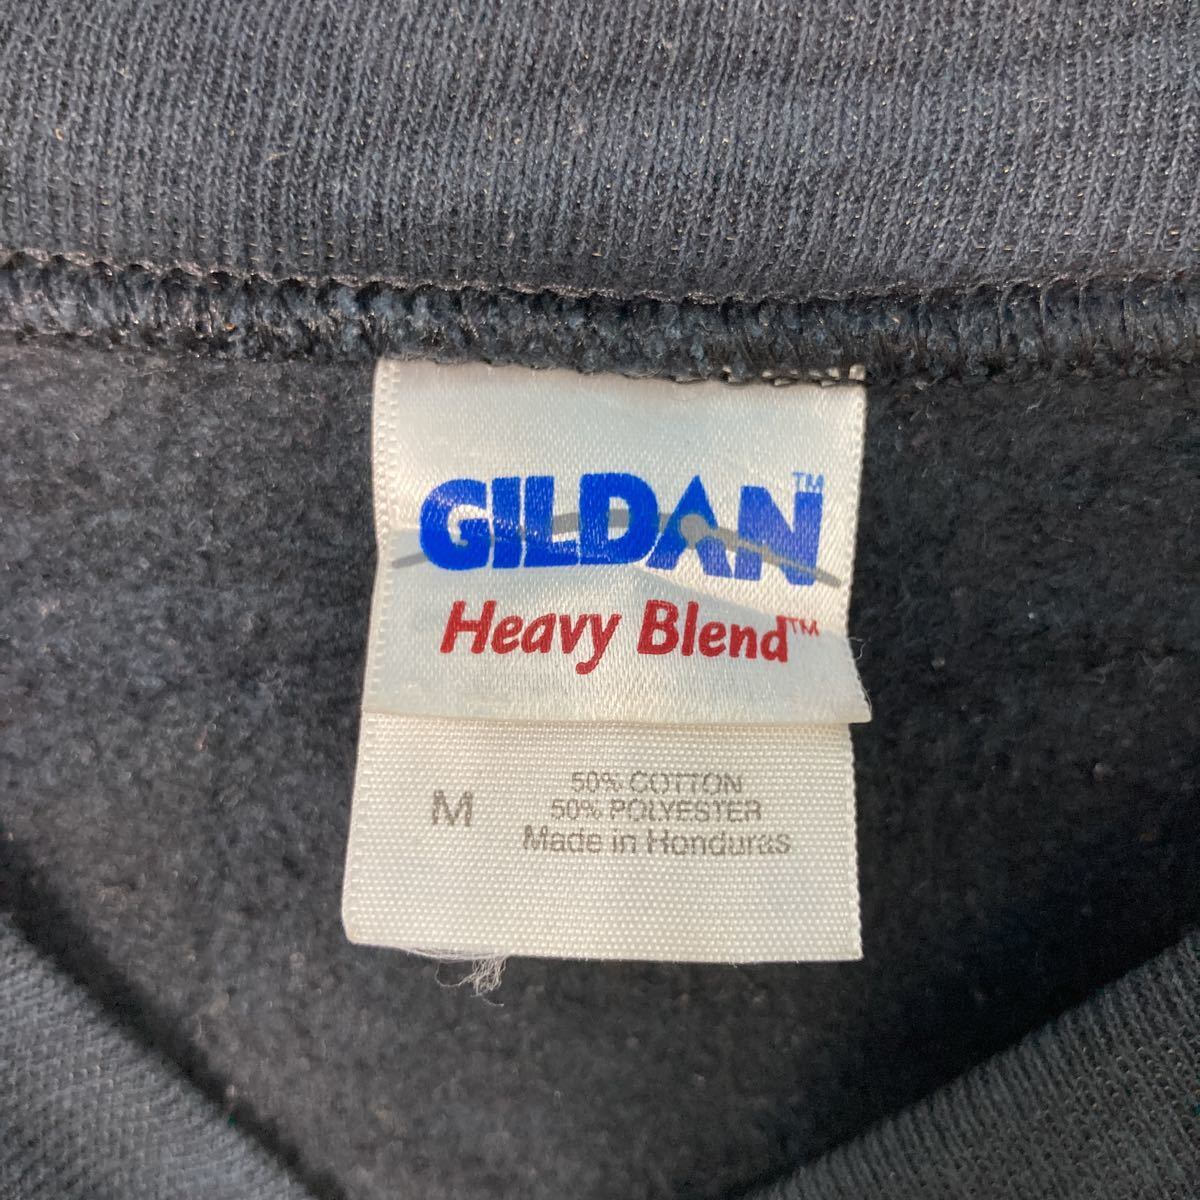 GILDAN™
Heavy Blend™
50% COTTON
M 50% POLYESTER
Made in Honduras